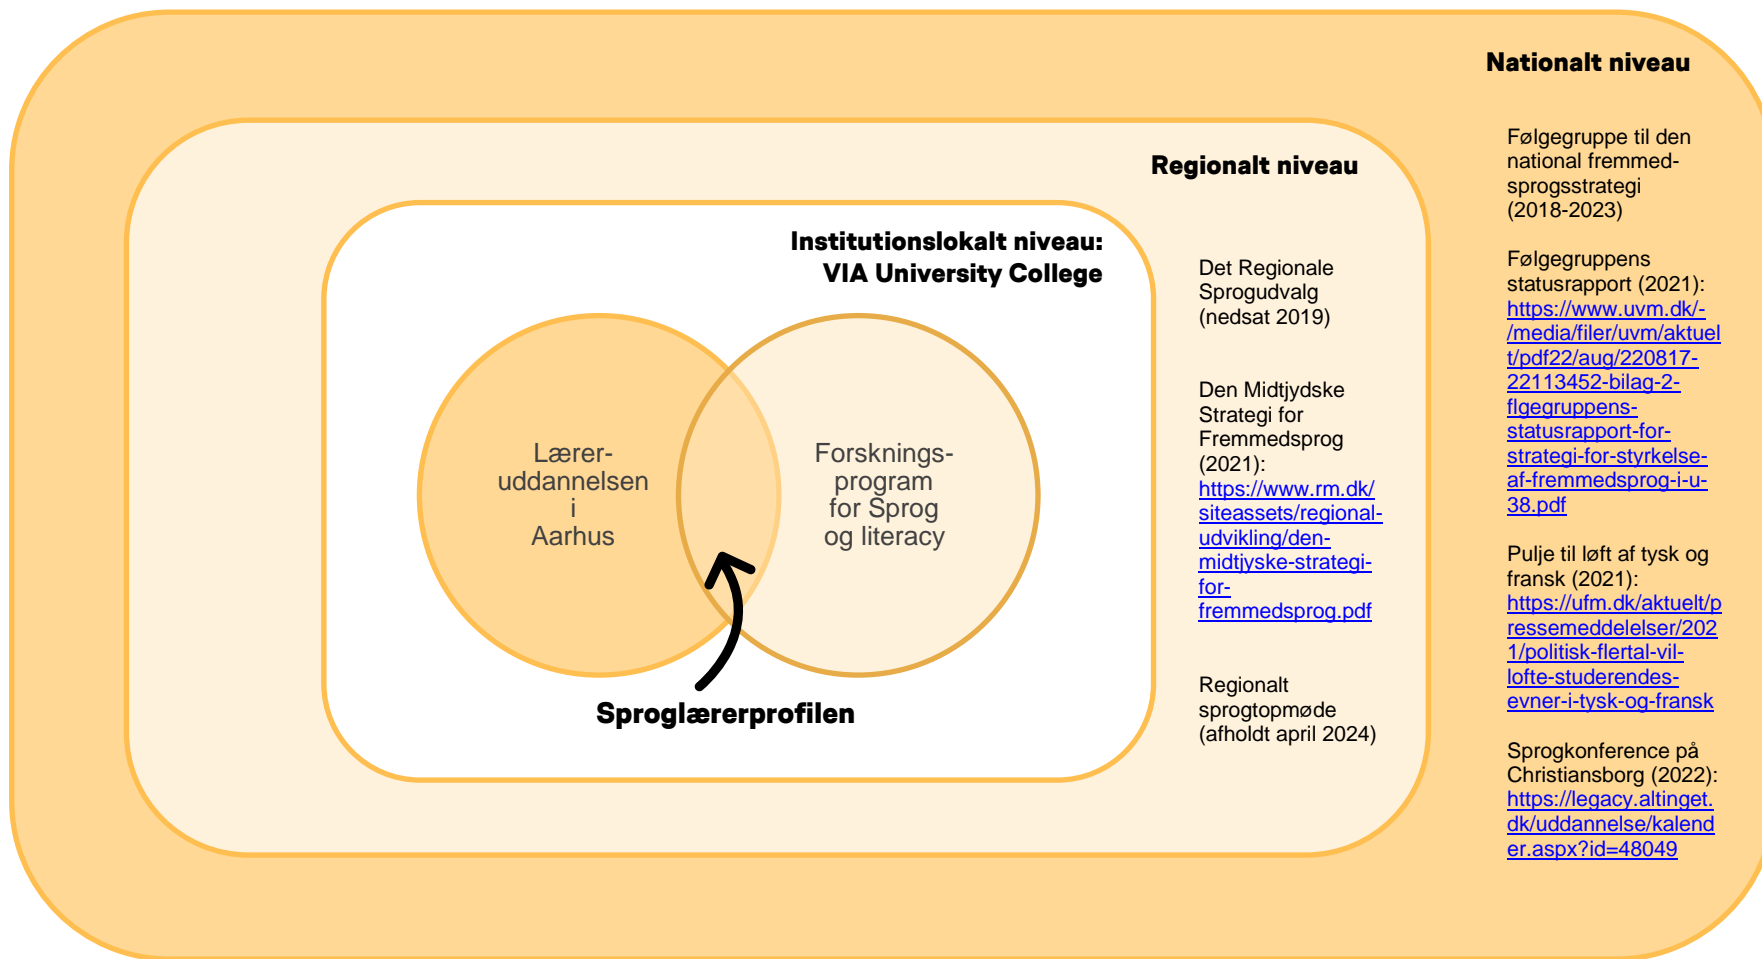 Nationalt niveau
Følgegruppe til den
national fremmed-
sprogsstrategi
(2018-2023)
Følgegruppens
statusrapport (2021):
https://www.uvm.dk/-
/media/filer/uvm/aktuel
t/pdf22/aug/220817-
22113452-bilag-2-
flgegruppens-
statusrapport-for-
strategi-for-styrkelse-
af-fremmedsprog-i-u-
38.pdf
Pulje til løft af tysk og
fransk (2021):
https://ufm.dk/aktuelt/p
ressemeddelelser/202
1/politisk-flertal-vil-
lofte-studerendes-
evner-i-tysk-og-fransk
Sprogkonference på
Christiansborg (2022):
https://legacy.altinget.
dk/uddannelse/kalend
er.aspx?id=48049
Regionalt niveau
Det Regionale
Sprogudvalg
(nedsat 2019)
Den Midtjydske
Strategi for
Fremmedsprog
(2021):
https://www.rm.dk/
siteassets/regional-
udvikling/den-
midtjyske-strategi-
for-
fremmedsprog.pdf
Regionalt
sprogtopmøde
(afholdt april 2024)
Institutionslokalt niveau:
VIA University College
Lærer-
uddannelsen
i
Aarhus
Forsknings-
program
for Sprog
og literacy
Sproglærerprofilen